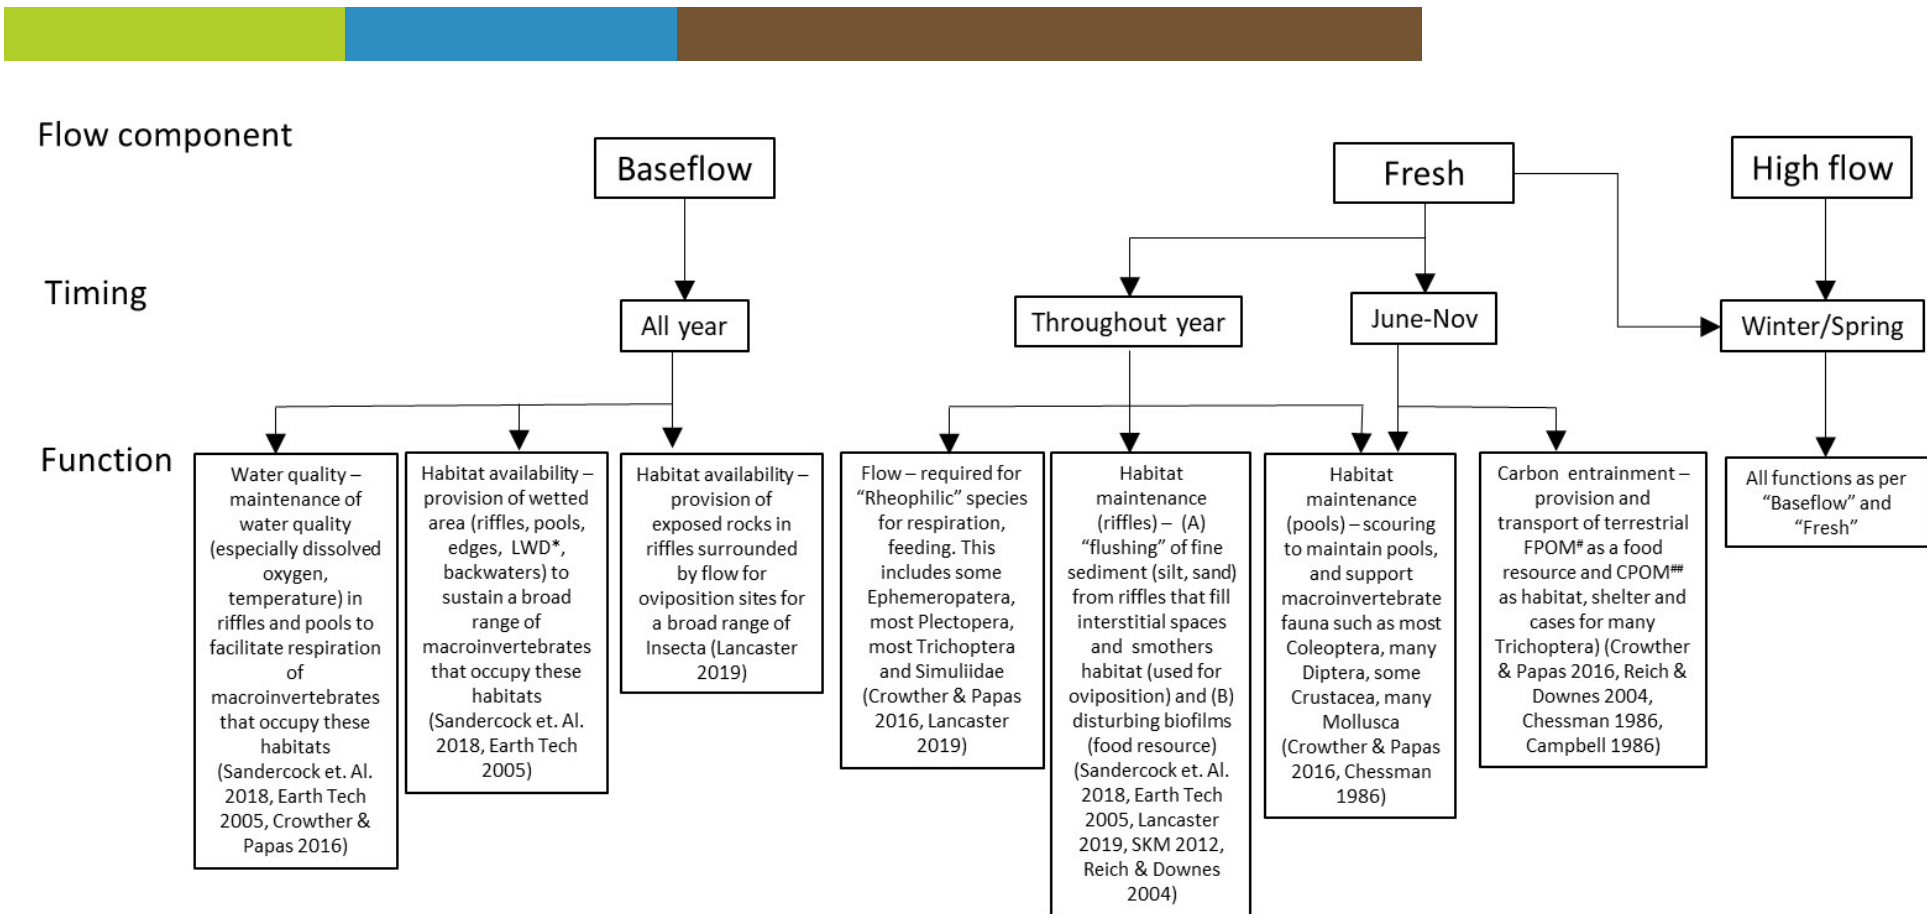 Flow component
Baseflow
Fresh
High flow
Timing
All year
Throughout year
June-Nov
Winter/Spring
Function
Water quality –
maintenance of
water quality
(especially dissolved
oxygen,
temperature) in
riffles and pools to
facilitate respiration
of
macroinvertebrates
that occupy these
habitats
(Sandercock et. Al.
2018, Earth Tech
2005, Crowther &
Papas 2016)
Habitat availability –
provision of wetted
area (riffles, pools,
edges, LWD*,
backwaters) to
sustain a broad
range of
macroinvertebrates
that occupy these
habitats
(Sandercock et. Al.
2018, Earth Tech
2005)
Habitat availability –
provision of
exposed rocks in
riffles surrounded
by flow for
oviposition sites for
a broad range of
Insecta (Lancaster
2019)
Flow – required for
“Rheophilic” species
for respiration,
feeding. This
includes some
Ephemeropatera,
most Plectopera,
most Trichoptera
and Simuliidae
(Crowther & Papas
2016, Lancaster
2019)
Habitat
maintenance
(riffles) – (A)
“flushing” of fine
sediment (silt, sand)
from riffles that fill
interstitial spaces
and smothers
habitat (used for
oviposition) and (B)
disturbing biofilms
(food resource)
(Sandercock et. Al.
2018, Earth Tech
2005, Lancaster
2019, SKM 2012,
Reich & Downes
2004)
Habitat
maintenance
(pools) – scouring
to maintain pools,
and support
macroinvertebrate
fauna such as most
Coleoptera, many
Diptera, some
Crustacea, many
Mollusca
(Crowther & Papas
2016, Chessman
1986)
Carbon entrainment –
provision and
transport of terrestrial
FPOM# as a food
resource and CPOM##
as habitat, shelter and
cases for many
Trichoptera) (Crowther
& Papas 2016, Reich &
Downes 2004,
Chessman 1986,
Campbell 1986)
All functions as per
“Baseflow” and
“Fresh”